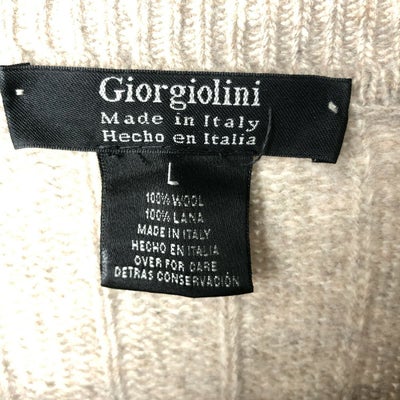 Giorgiolini
Made in Italy
Hecho en Italia
L
100% WOOL
100% LANA
MADE IN ITALY
HECHO EN ITALIA
OVER FOR CARE
DETRAS CONSERVACIÓN